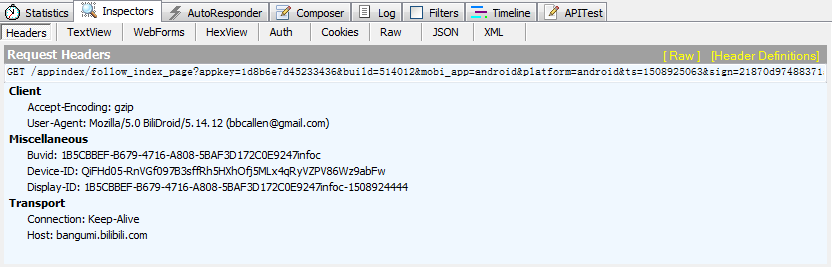 Statistics Inspectors AutoResponder Composer Log Filters Timeline APITest
Headers TextView WebForms HexView Auth Cookies Raw JSON XML
Request Headers [ Raw ] [Header Definitions]
GET /appindex/follow_index_page?appkey=1d8b6e7d45233436&build=514012&mobi_app=android&platform=android&ts=1508925063&sign=21870d97488371
Client
Accept-Encoding: gzip
User-Agent: Mozilla/5.0 BiliDroid/5.14.12 (bbcallen@gmail.com)
Miscellaneous
Buvid: 1B5CBBEF-B679-4716-A808-5BAF3D172C0E9247infoc
Device-ID: QiFHd05-RnVGf097B3sffRh5HXhOfj5MLx4qRyVZPV86Wz9abFw
Display-ID: 1B5CBBEF-B679-4716-A808-5BAF3D172C0E9247infoc-1508924444
Transport
Connection: Keep-Alive
Host: bangumi.bilibili.com